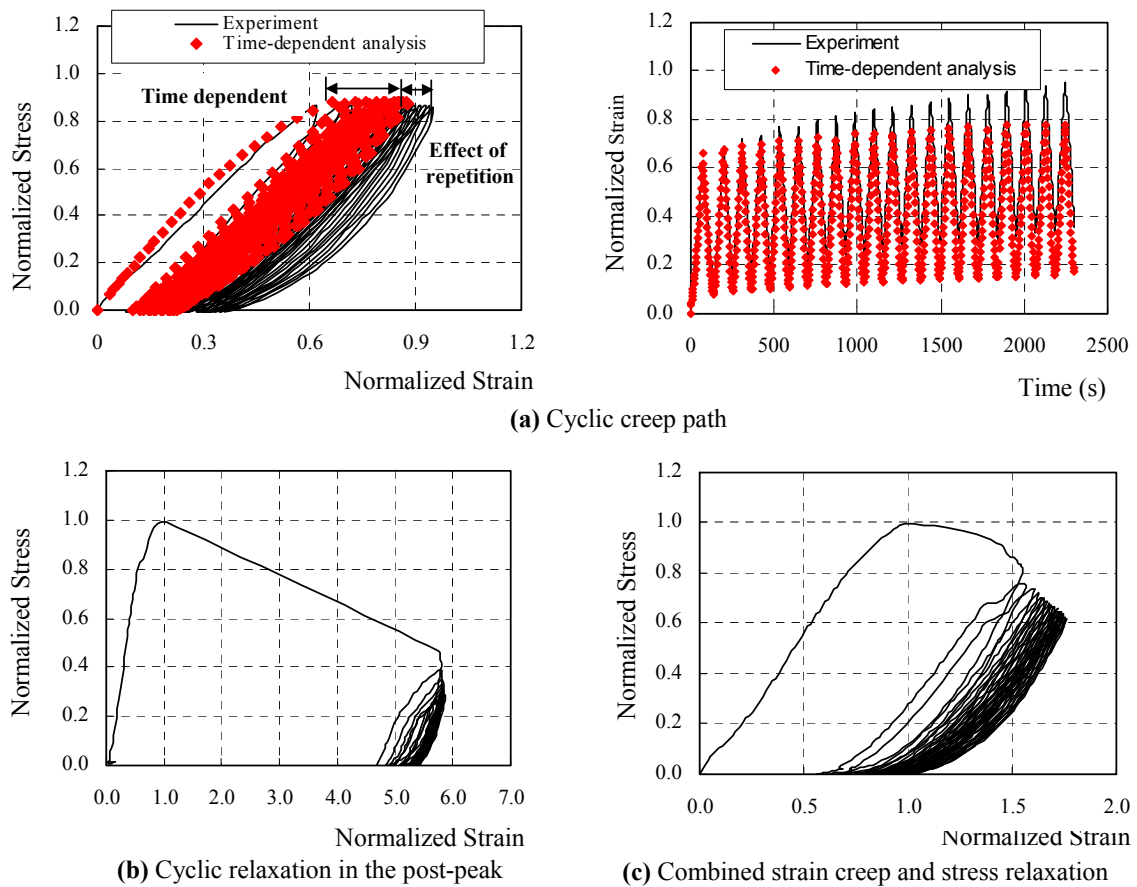 Experiment
Time-dependent analysis
Time dependent
Effect of
repetition
Normalized Stress
1.2
1.0
0.8
0.6
0.4
0.2
0.0
0
0.3
0.6
0.9
1.2
Normalized Strain
Experiment
Time-dependent analysis
Normalized Strain
1.2
1.0
0.8
0.6
0.4
0.2
0.0
0
500
1000
1500
2000
2500
Time (s)
(a) Cyclic creep path
Normalized Stress
1.2
1.0
0.8
0.6
0.4
0.2
0.0
0.0
1.0
2.0
3.0
4.0
5.0
6.0
7.0
Normalized Strain
(b) Cyclic relaxation in the post-peak
Normalized Stress
1.2
1.0
0.8
0.6
0.4
0.2
0.0
0.0
0.5
1.0
1.5
2.0
Normalized Strain
(c) Combined strain creep and stress relaxation